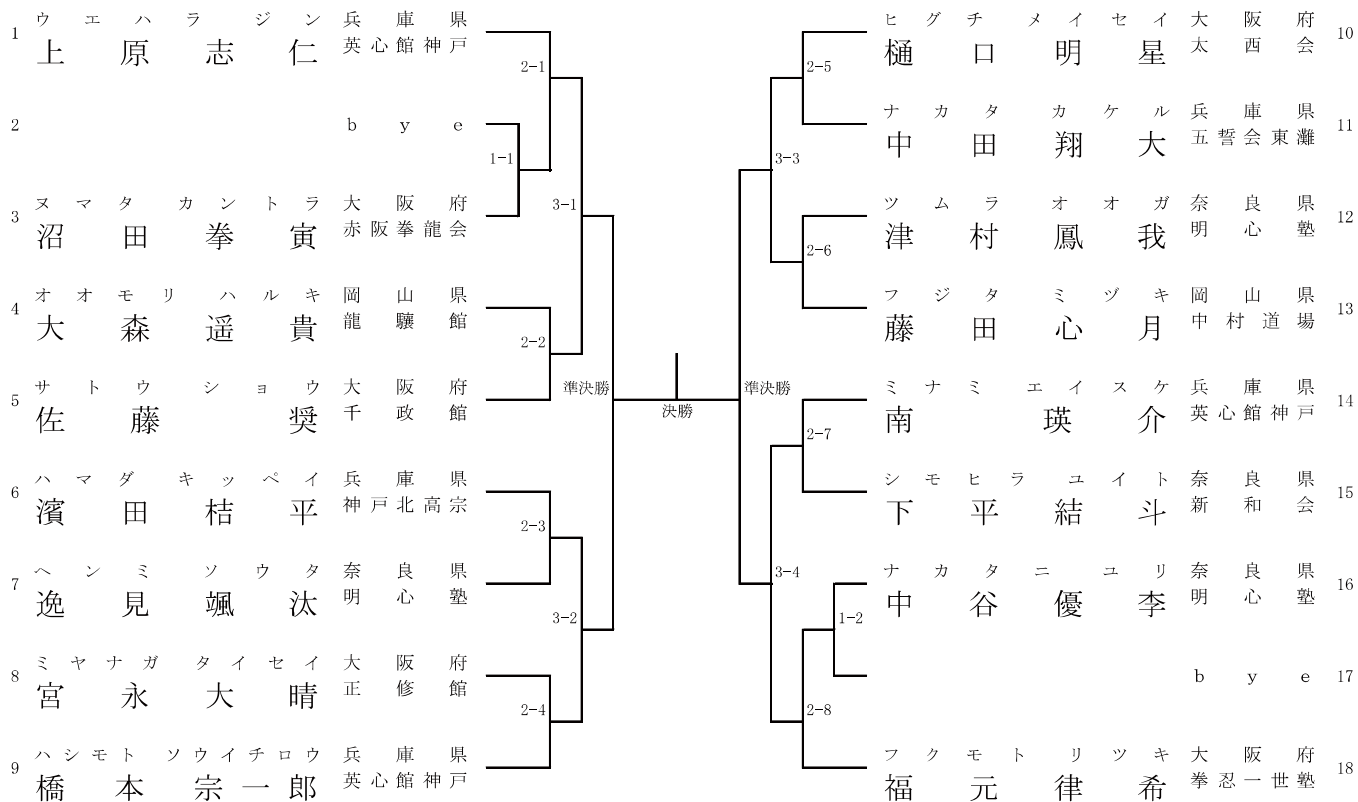 ウエハラ ジン 兵庫県
1 上原志仁 英心館神戸
2-1
2 bye
1-1
ヌマタ カントラ 大阪府
3 沼田拳寅 赤阪拳龍会
3-1
オオモリ ハルキ 岡山県
4 大森遥貴 龍驤館
2-2
サトウ ショウ 大阪府
5 佐藤奨 千政館
準決勝
ハマダ キッペイ 兵庫県
6 濱田桔平 神戸北高宗
2-3
ヘンミ ソウタ 奈良県
7 逸見颯汰 明心塾
3-2
ミヤナガ タイセイ 大阪府
8 宮永大晴 正修館
2-4
ハシモト ソウイチロウ 兵庫県
9 橋本宗一郎 英心館神戸
決勝
ヒグチ メイセイ 大阪府
樋口明星 太西会 10
2-5
ナカタ カケル 兵庫県
中田翔大 五誓会東灘 11
3-3
ツムラ オオガ 奈良県
津村鳳我 明心塾 12
2-6
フジタ ミヅキ 岡山県
藤田心月 中村道場 13
準決勝
ミナミ エイスケ 兵庫県
南瑛介 英心館神戸 14
2-7
シモヒラ ユイト 奈良県
下平結斗 新和会 15
3-4
ナカタニ ユリ 奈良県
中谷優李 明心塾 16
1-2
bye 17
2-8
フクモト リツキ 大阪府
福元律希 拳忍一世塾 18